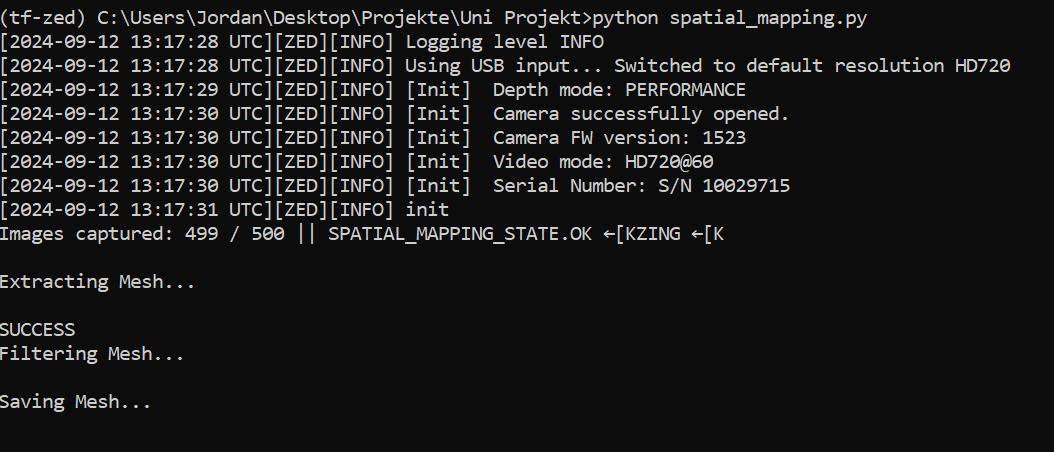 (tf-zed) C:\Users\Jordan\Desktop\Projekte\Uni Projekt>python spatial_mapping.py
[2024-09-12 13:17:28 UTC][ZED][INFO] Logging level INFO
[2024-09-12 13:17:28 UTC][ZED][INFO] Using USB input... Switched to default resolution HD720
[2024-09-12 13:17:29 UTC][ZED][INFO] [Init]  Depth mode: PERFORMANCE
[2024-09-12 13:17:30 UTC][ZED][INFO] [Init]  Camera successfully opened.
[2024-09-12 13:17:30 UTC][ZED][INFO] [Init]  Camera FW version: 1523
[2024-09-12 13:17:30 UTC][ZED][INFO] [Init]  Video mode: HD720@60
[2024-09-12 13:17:30 UTC][ZED][INFO] [Init]  Serial Number: S/N 10029715
[2024-09-12 13:17:31 UTC][ZED][INFO] init
Images captured: 499 / 500 || SPATIAL_MAPPING_STATE.OK ←[KZING ←[K
Extracting Mesh...
SUCCESS
Filtering Mesh...
Saving Mesh...